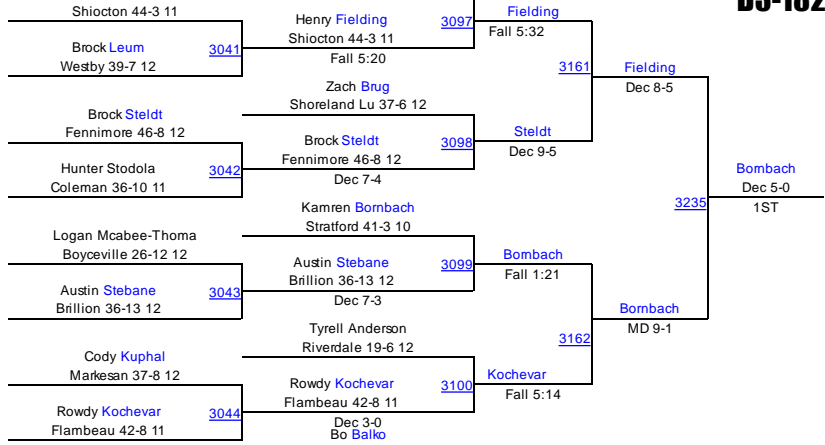 D3-182
Shiocton 44-3 11
Brock Leum
Westby 39-7 12
3041
Brock Steldt
Fennimore 46-8 12
Hunter Stodola
Coleman 36-10 11
3042
Logan Mcabee-Thoma
Boyceville 26-12 12
Austin Stebane
Brillion 36-13 12
3043
Cody Kuphal
Markesan 37-8 12
Rowdy Kochevar
Flambeau 42-8 11
3044
Henry Fielding
Shiocton 44-3 11
Fall 5:20
3097
Zach Brug
Shoreland Lu 37-6 12
Brock Steldt
Fennimore 46-8 12
Dec 7-4
3098
Kamren Bornbach
Stratford 41-3 10
Austin Stebane
Brillion 36-13 12
Dec 7-3
3099
Tyrell Anderson
Riverdale 19-6 12
Rowdy Kochevar
Flambeau 42-8 11
Dec 3-0
Bo Balko
3100
Fielding
Fall 5:32
3161
Steldt
Dec 9-5
Bornbach
Fall 1:21
3162
Kochevar
Fall 5:14
Fielding
Dec 8-5
3235
Bornbach
MD 9-1
Bornbach
Dec 5-0
1ST